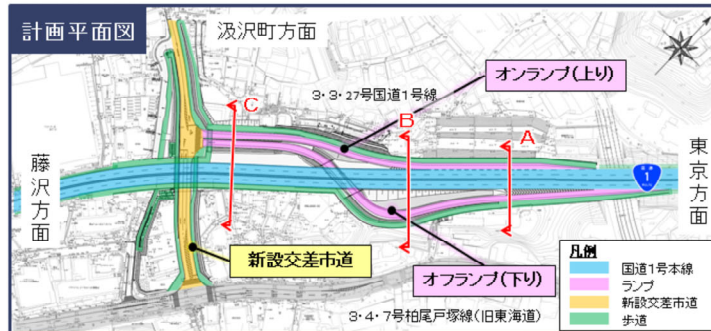 計画平面図
汲沢町方面
オンランプ(上り)
3・3・27号国道1号線
C
B
A
藤沢方面
東京方面
1
新設交差市道
オフランプ(下り)
3・4・7号柏尾戸塚線(旧東海道)
凡例
国道1号本線
ランプ
新設交差市道
歩道